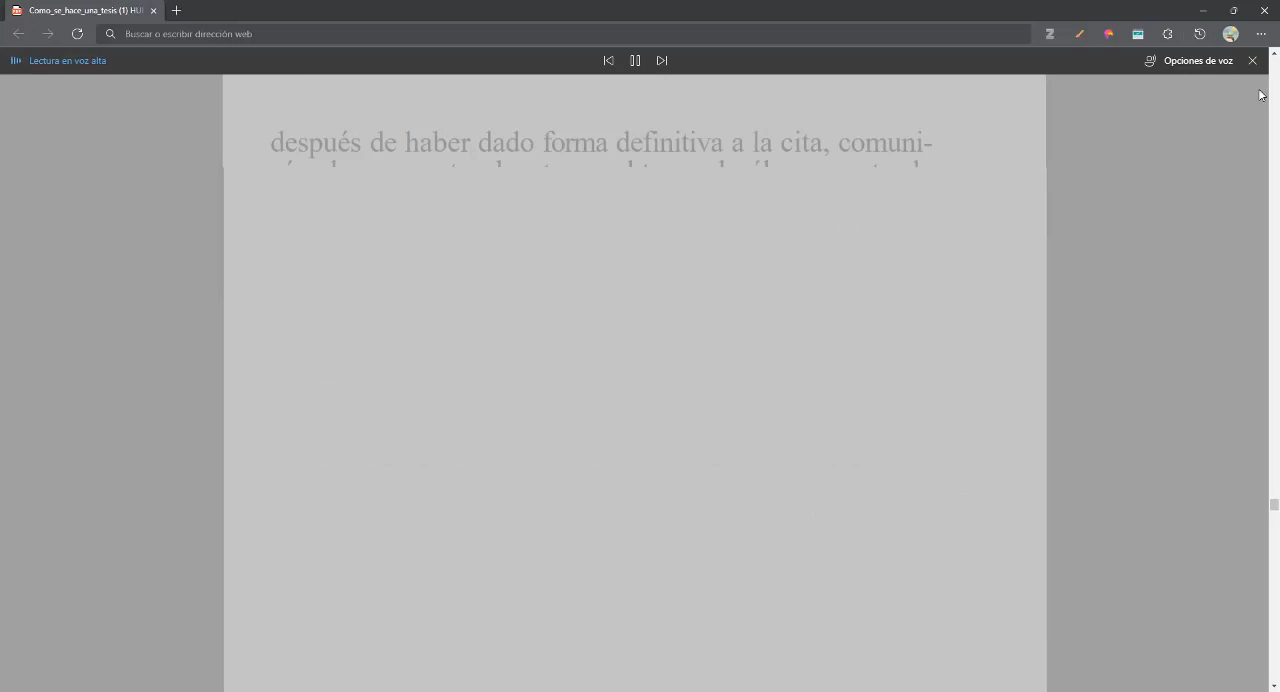 Como_se_hace_una_tesis (1) HU
Buscar o escribir dirección web
Lectura en voz alta
Opciones de voz
después de haber dado forma definitiva a la cita, comuni-